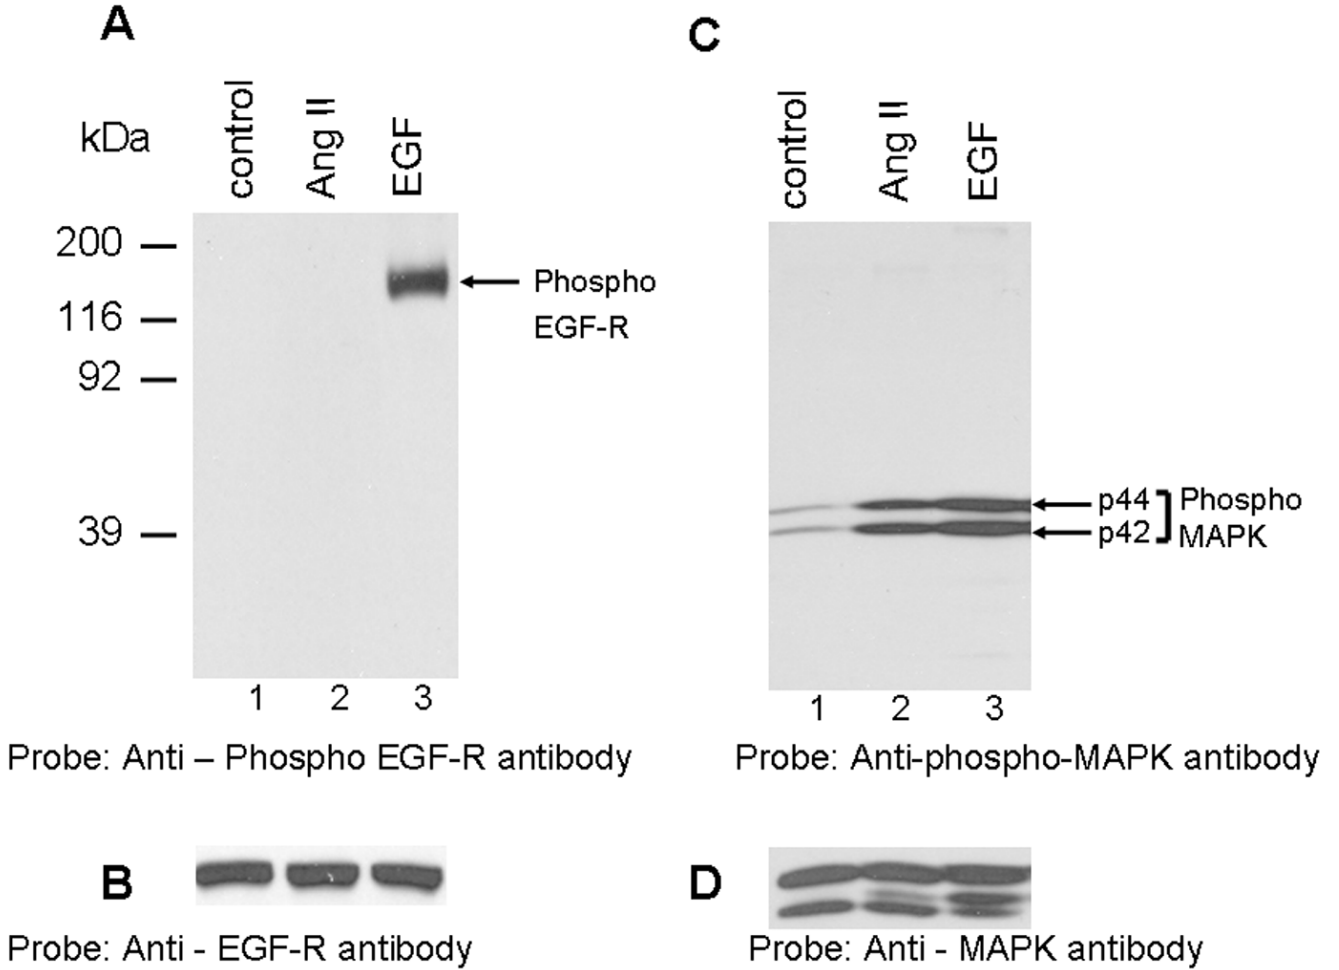 A
kDa
control
Ang II
EGF
200
116
92
39
Phospho
EGF-R
1 2 3
Probe: Anti – Phospho EGF-R antibody
B
Probe: Anti - EGF-R antibody
C
control
Ang II
EGF
p44
p42
Phospho
MAPK
1 2 3
Probe: Anti-phospho-MAPK antibody
D
Probe: Anti - MAPK antibody